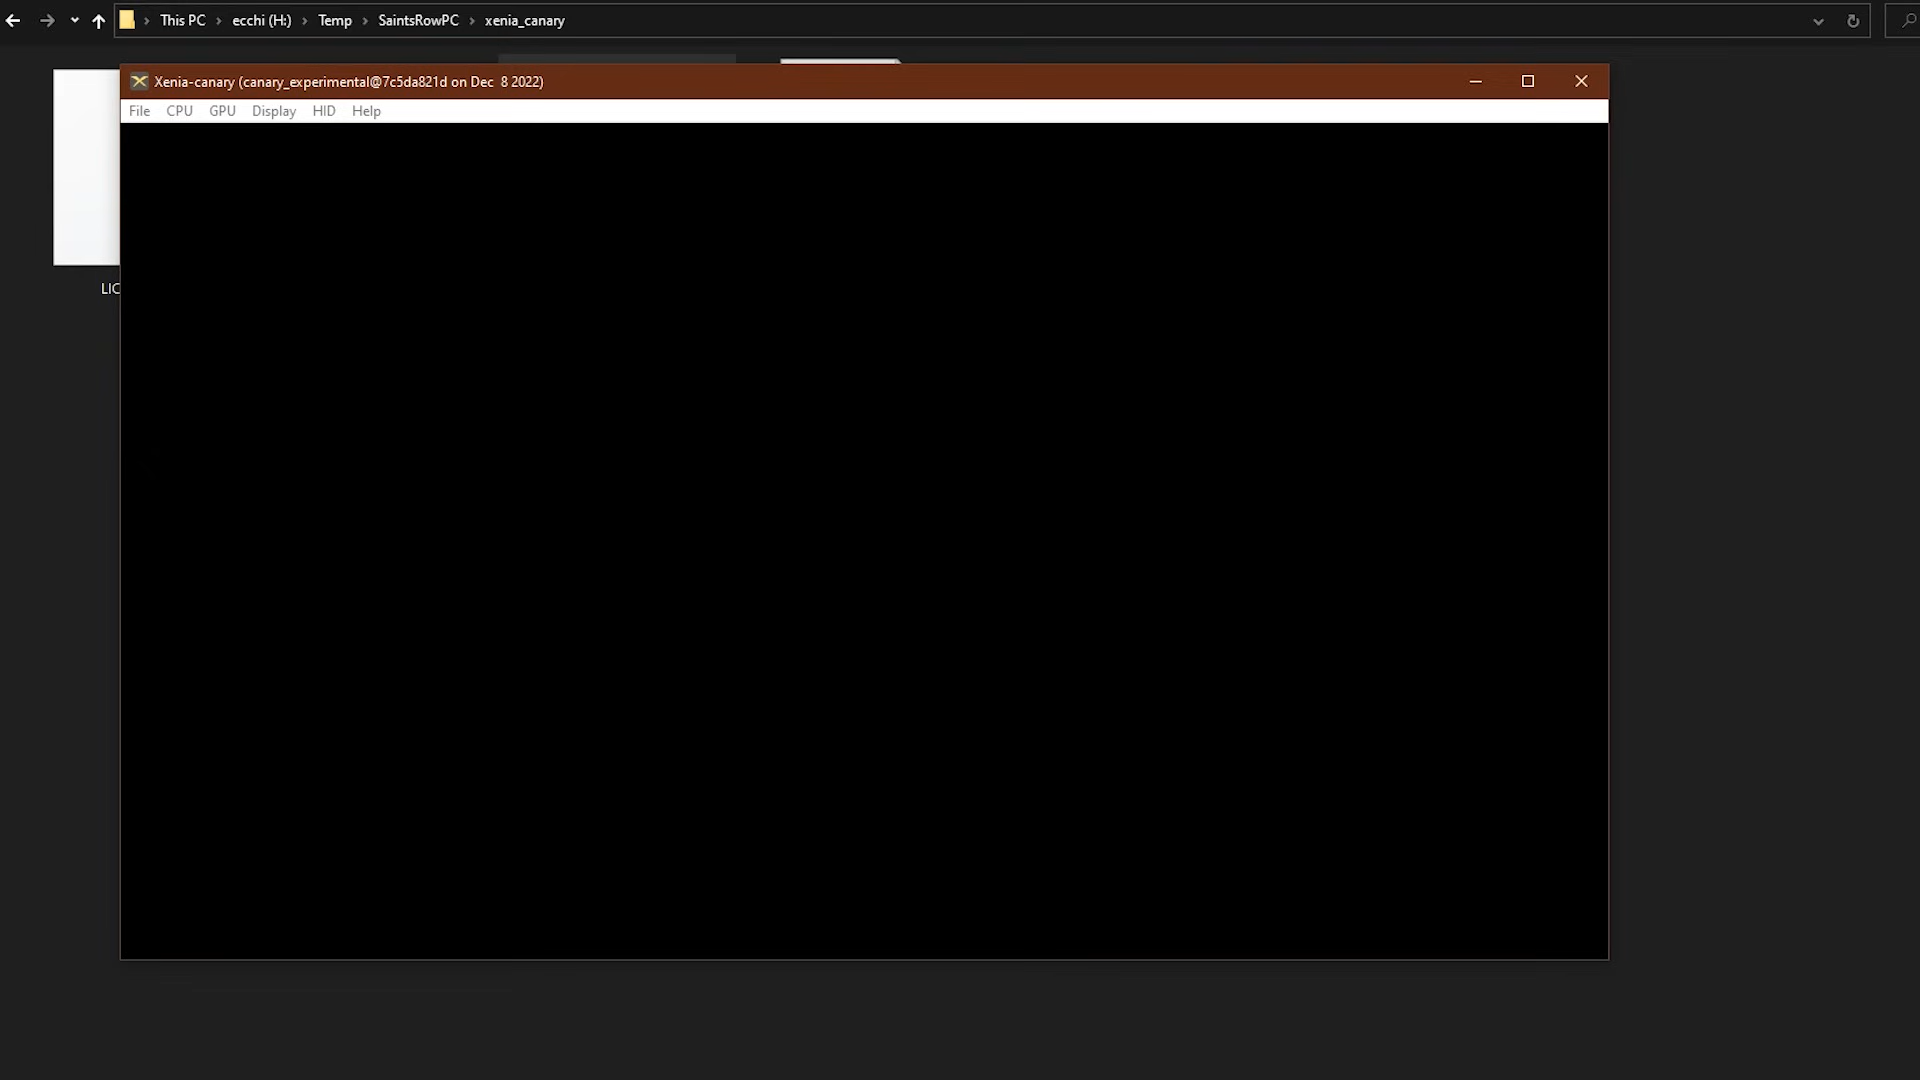 This PC › ecchi (H:) › Temp › SaintsRowPC › xenia_canary
Xenia-canary (canary_experimental@7c5da821d on Dec  8 2022)
File CPU GPU Display HID Help
LIC